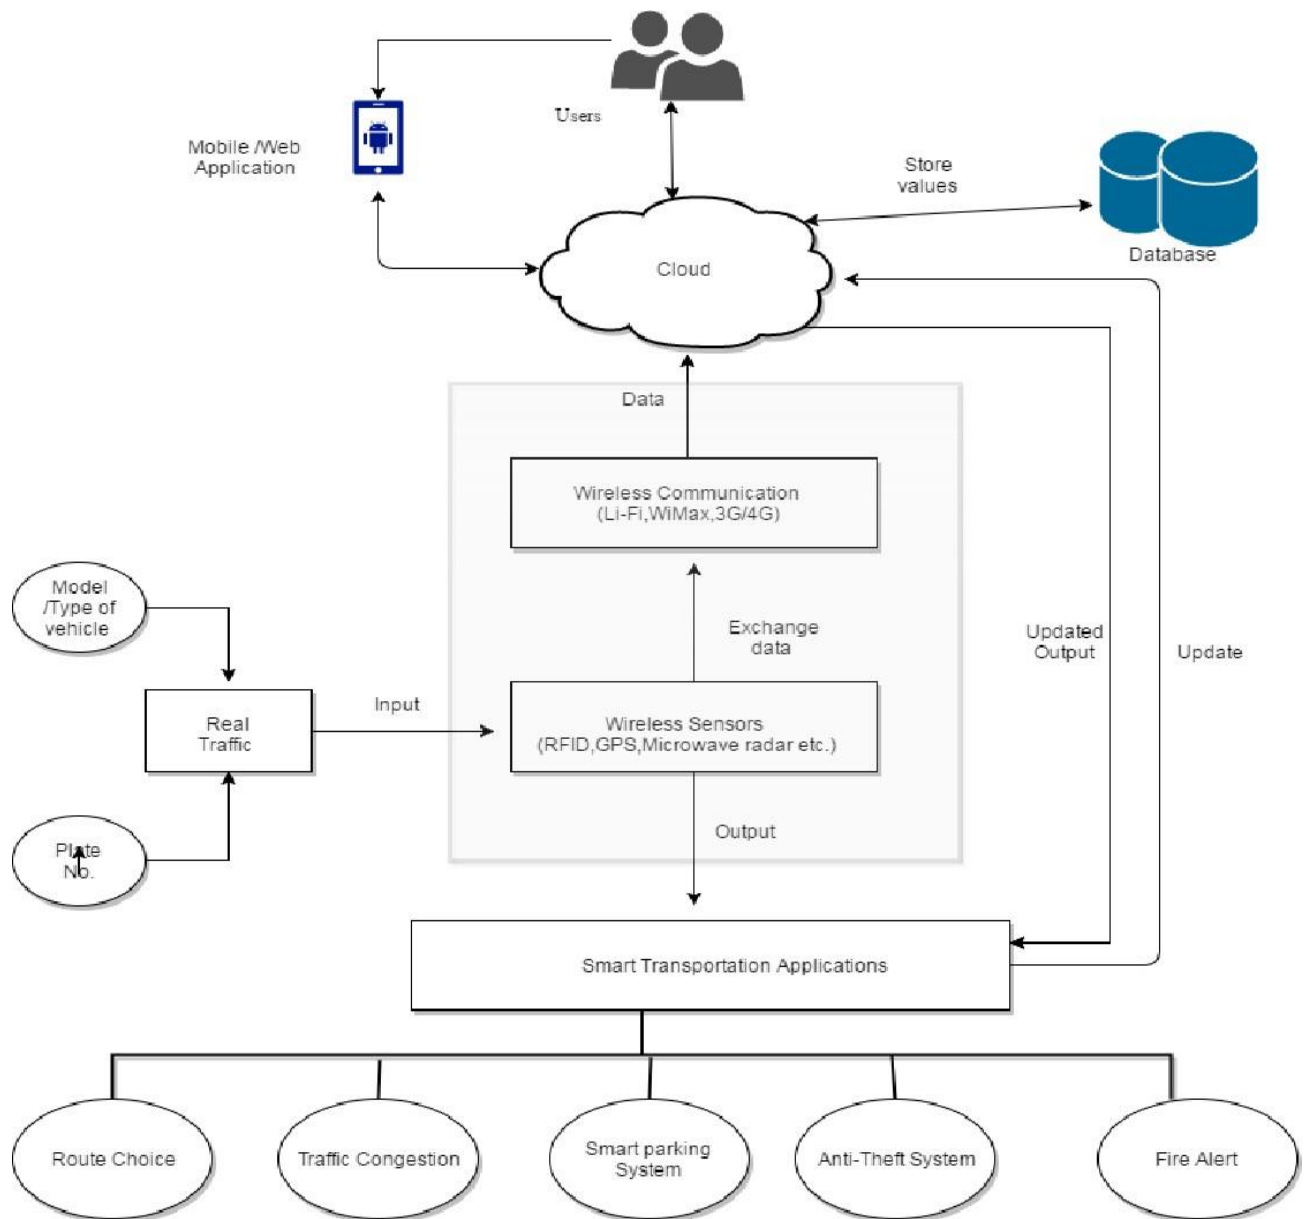 Users
Mobile /Web
Application
Store
values
Database
Cloud
Data
Wireless Communication
(Li-Fi,WiMax,3G/4G)
Model
/Type of
vehicle
Exchange
data
Updated
Output
Update
Real
Traffic
Input
Wireless Sensors
(RFID,GPS,Microwave radar etc.)
Output
Plate
No.
Smart Transportation Applications
Route Choice
Traffic Congestion
Smart parking
System
Anti-Theft System
Fire Alert